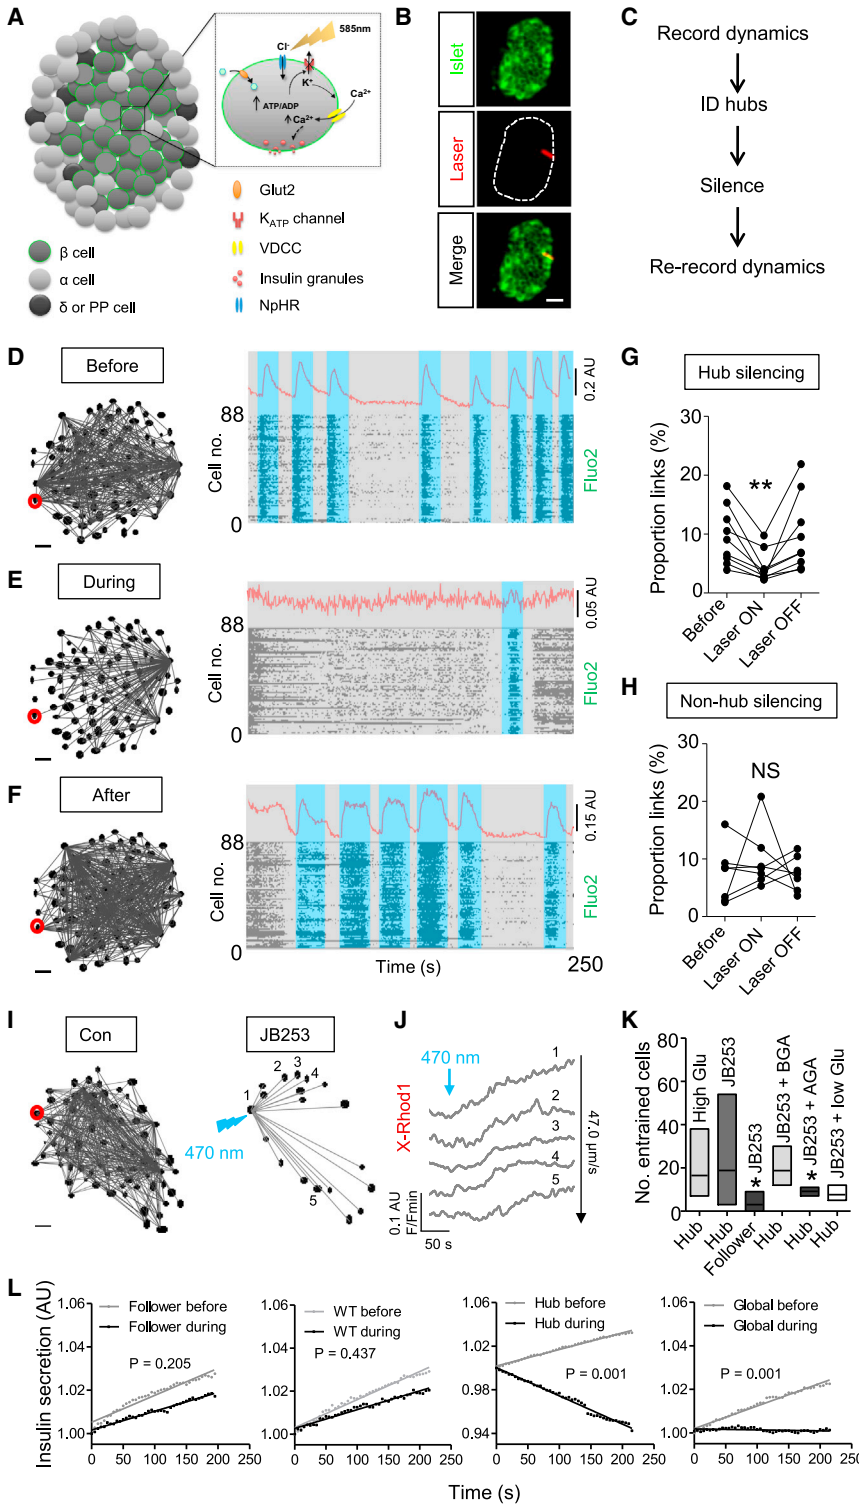 A
585nm
Cl-
K+
ATP/ADP
Ca2+
Ca2+
β cell
α cell
δ or PP cell
Glut2
KATP channel
VDCC
Insulin granules
NpHR
B
Islet
Laser
Merge
C
Record dynamics
ID hubs
Silence
Re-record dynamics
D
Before
88
Cell no.
0
0.2 AU
Fluo2
E
During
88
Cell no.
0
0.05 AU
Fluo2
F
After
88
Cell no.
0
0.15 AU
Fluo2
Time (s)
250
G
Hub silencing
Proportion links (%)
30
20
10
0
**
Before
Laser ON
Laser OFF
H
Non-hub silencing
Proportion links (%)
30
20
10
0
NS
Before
Laser ON
Laser OFF
I
Con
JB253
1
2
3
4
5
470 nm
J
470 nm
X-Rhod1
1
2
3
4
5
47.0 µm/s
0.1 AU
F/Fmin
50 s
K
No. entrained cells
80
60
40
20
0
High Glu
JB253
* JB253
JB253 + BGA
* JB253 + AGA
JB253 + low Glu
Hub
Hub
Follower
Hub
Hub
Hub
L
Insulin secretion (AU)
1.06
1.04
1.02
1.00
Follower before
Follower during
P = 0.205
0 50 100 150 200 250
1.06
1.04
1.02
1.00
WT before
WT during
P = 0.437
0 50 100 150 200 250
1.06
1.02
0.98
0.94
Hub before
Hub during
P = 0.001
0 50 100 150 200 250
1.06
1.04
1.02
1.00
Global before
Global during
P = 0.001
0 50 100 150 200 250
Time (s)